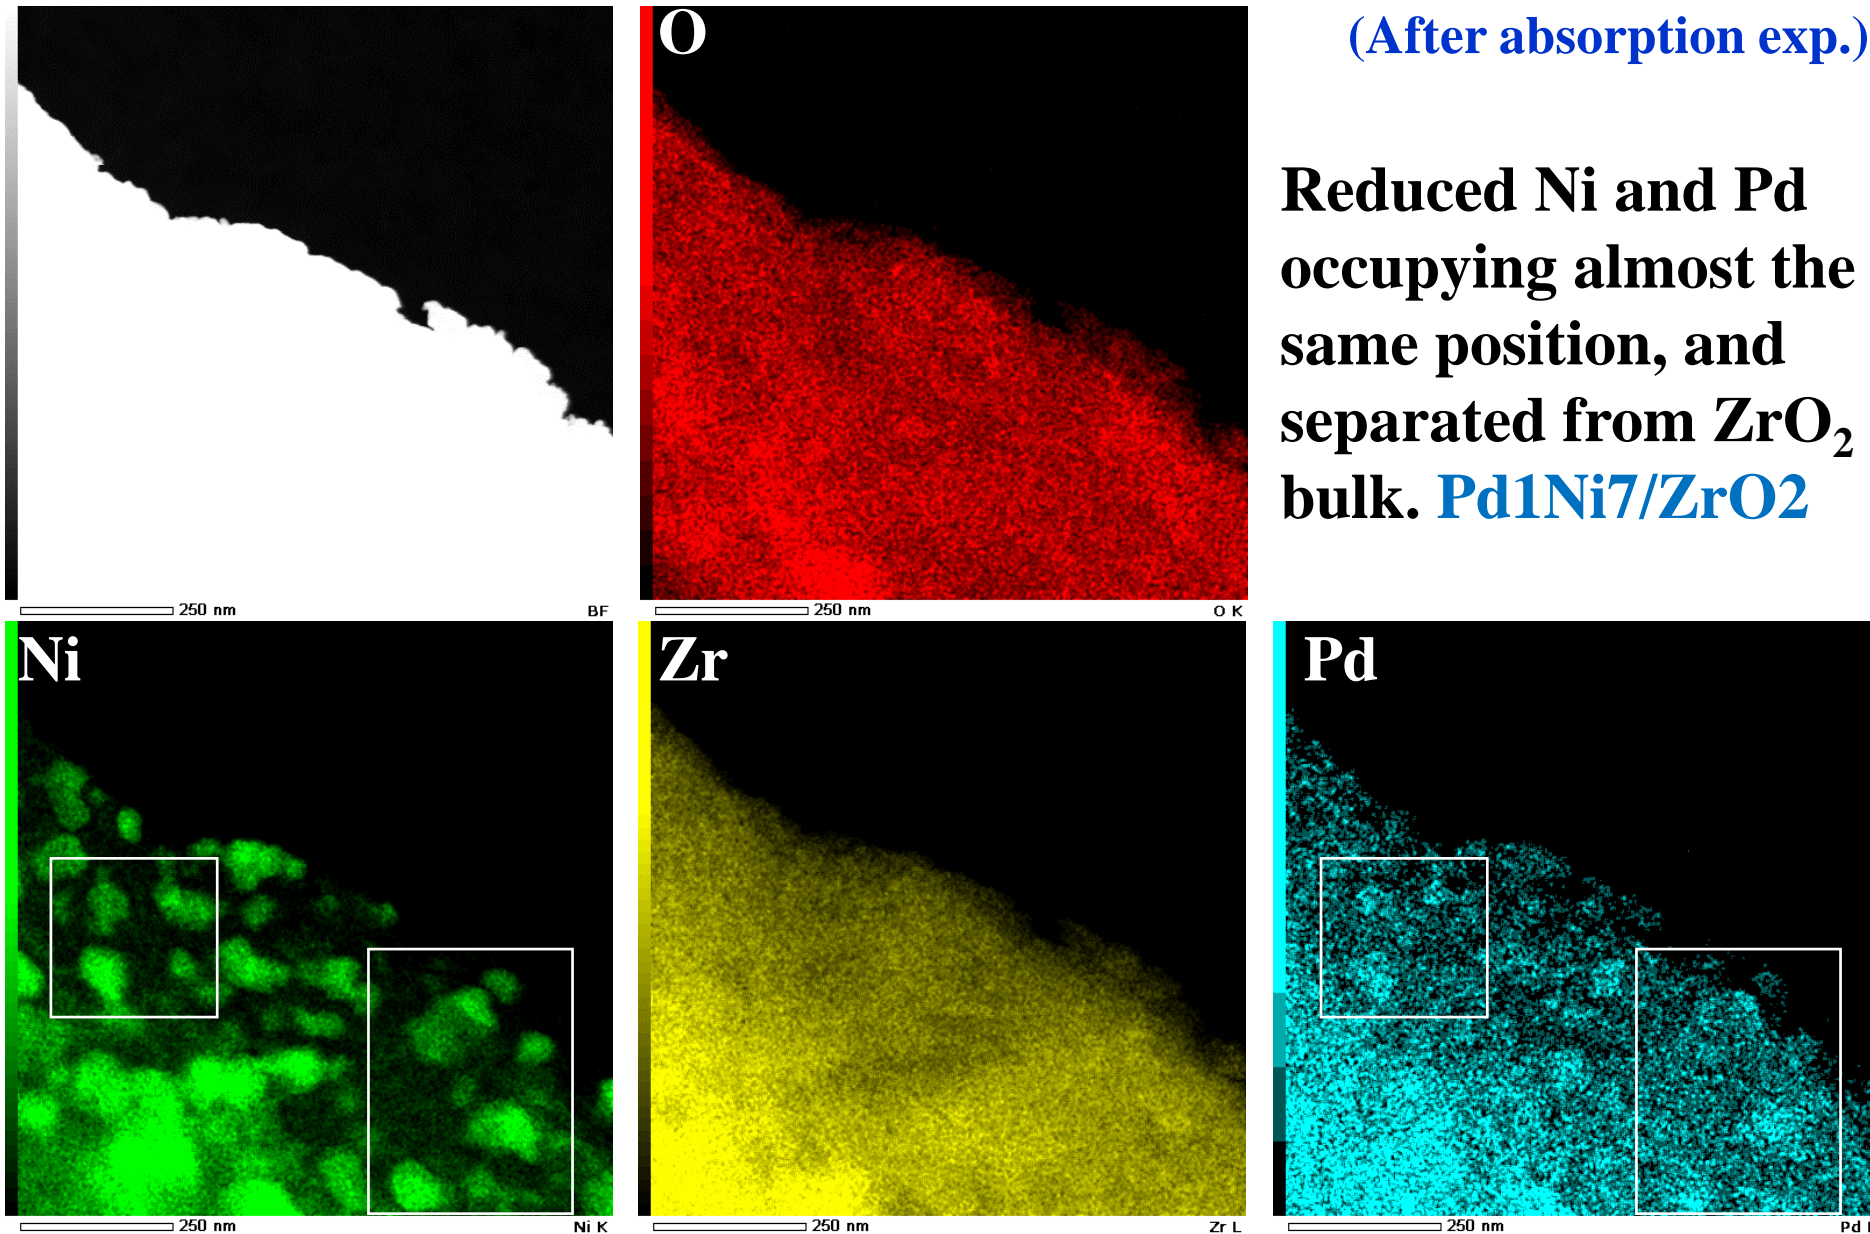 O
(After absorption exp.)
Reduced Ni and Pd
occupying almost the
same position, and
separated from ZrO₂
bulk. Pd1Ni7/ZrO2
250 nm
BF
250 nm
O K
Ni
Zr
Pd
250 nm
Ni K
250 nm
Zr L
250 nm
Pd